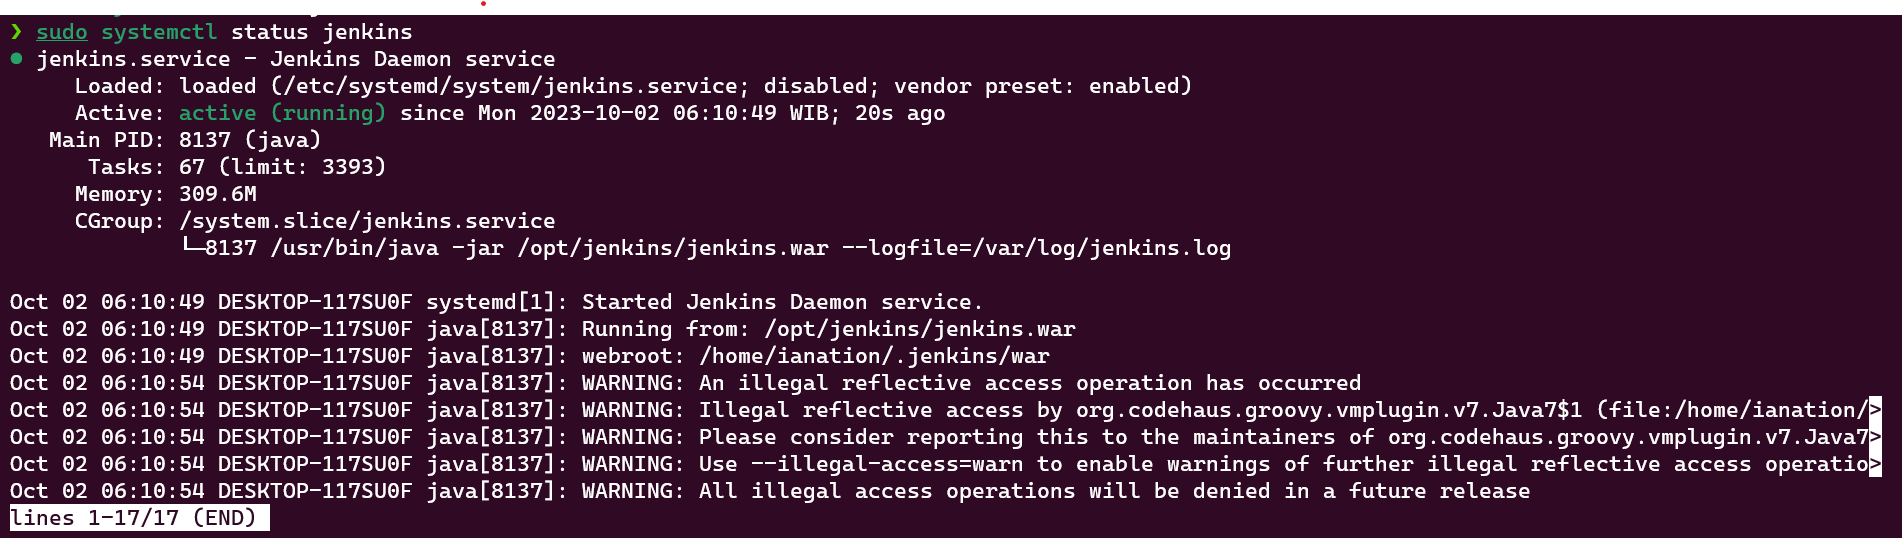 ❯ sudo systemctl status jenkins
● jenkins.service - Jenkins Daemon service
     Loaded: loaded (/etc/systemd/system/jenkins.service; disabled; vendor preset: enabled)
     Active: active (running) since Mon 2023-10-02 06:10:49 WIB; 20s ago
   Main PID: 8137 (java)
      Tasks: 67 (limit: 3393)
     Memory: 309.6M
     CGroup: /system.slice/jenkins.service
             └─8137 /usr/bin/java -jar /opt/jenkins/jenkins.war --logfile=/var/log/jenkins.log
Oct 02 06:10:49 DESKTOP-117SU0F systemd[1]: Started Jenkins Daemon service.
Oct 02 06:10:49 DESKTOP-117SU0F java[8137]: Running from: /opt/jenkins/jenkins.war
Oct 02 06:10:49 DESKTOP-117SU0F java[8137]: webroot: /home/ianation/.jenkins/war
Oct 02 06:10:54 DESKTOP-117SU0F java[8137]: WARNING: An illegal reflective access operation has occurred
Oct 02 06:10:54 DESKTOP-117SU0F java[8137]: WARNING: Illegal reflective access by org.codehaus.groovy.vmplugin.v7.Java7$1 (file:/home/ianation/>
Oct 02 06:10:54 DESKTOP-117SU0F java[8137]: WARNING: Please consider reporting this to the maintainers of org.codehaus.groovy.vmplugin.v7.Java7>
Oct 02 06:10:54 DESKTOP-117SU0F java[8137]: WARNING: Use --illegal-access=warn to enable warnings of further illegal reflective access operatio>
Oct 02 06:10:54 DESKTOP-117SU0F java[8137]: WARNING: All illegal access operations will be denied in a future release
lines 1-17/17 (END)